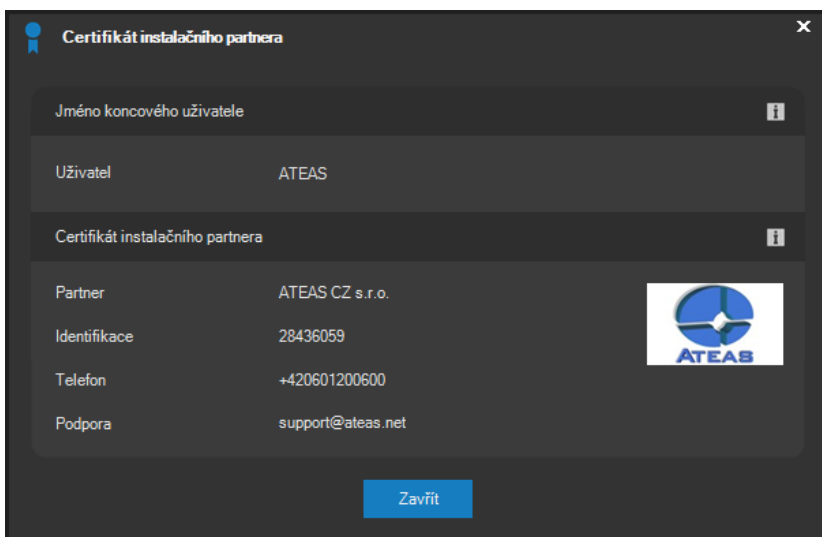 Certifikát instalačního partnera
Jméno koncového uživatele
Uživatel ATEAS
Certifikát instalačního partnera
Partner ATEAS CZ s.r.o.
Identifikace 28436059
Telefon +420601200600
Podpora support@ateas.net
ATEAS
Zavřít